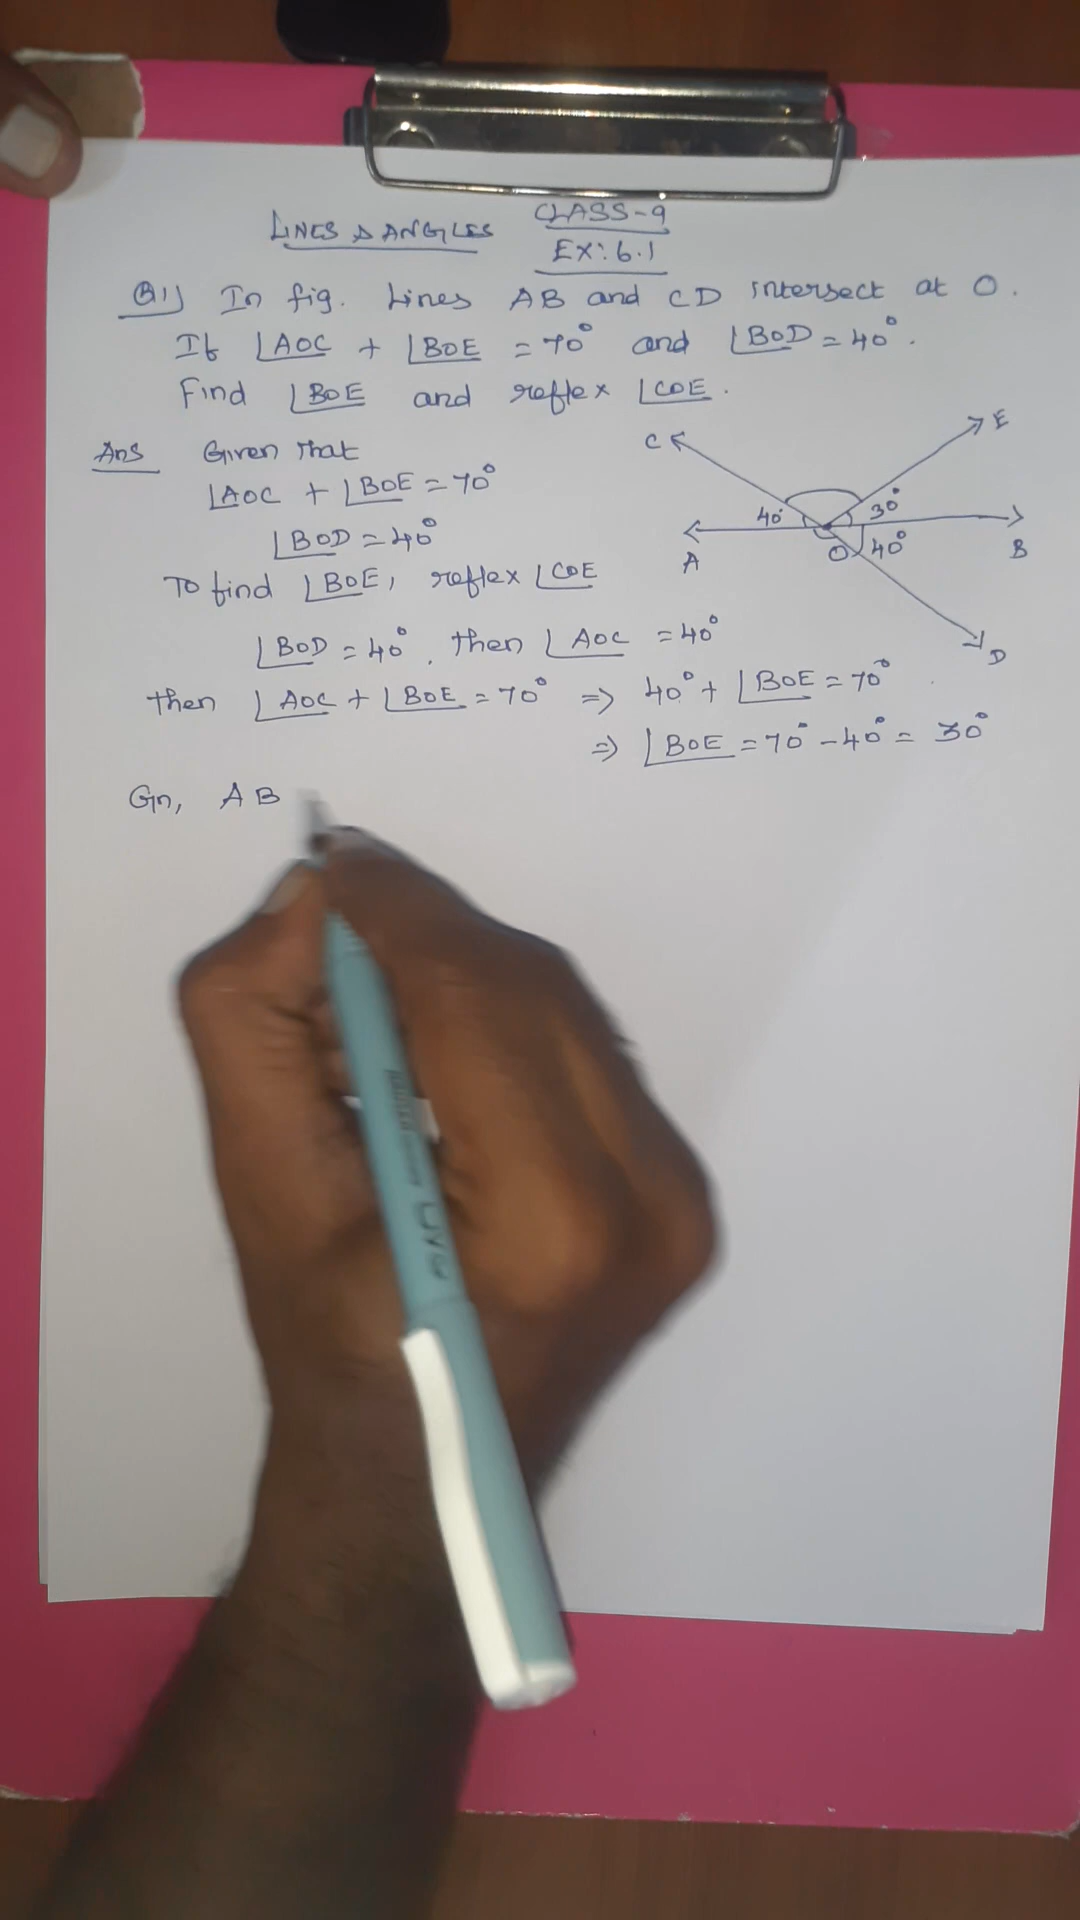 LINES & ANGLES CLASS-9
EX: 6.1
Q1) In fig. Lines AB and CD intersect at O.
If ∠AOC + ∠BOE = 70° and ∠BOD = 40°.
Find ∠BOE and reflex ∠COE.
Ans Given that
∠AOC + ∠BOE = 70°
∠BOD = 40°
To find ∠BOE, reflex ∠COE
∠BOD = 40°, then ∠AOC = 40°
then ∠AOC + ∠BOE = 70° => 40° + ∠BOE = 70°
=> ∠BOE = 70° - 40° = 30°
Gn, AB
C E
40° 30°
A O 40° B
D